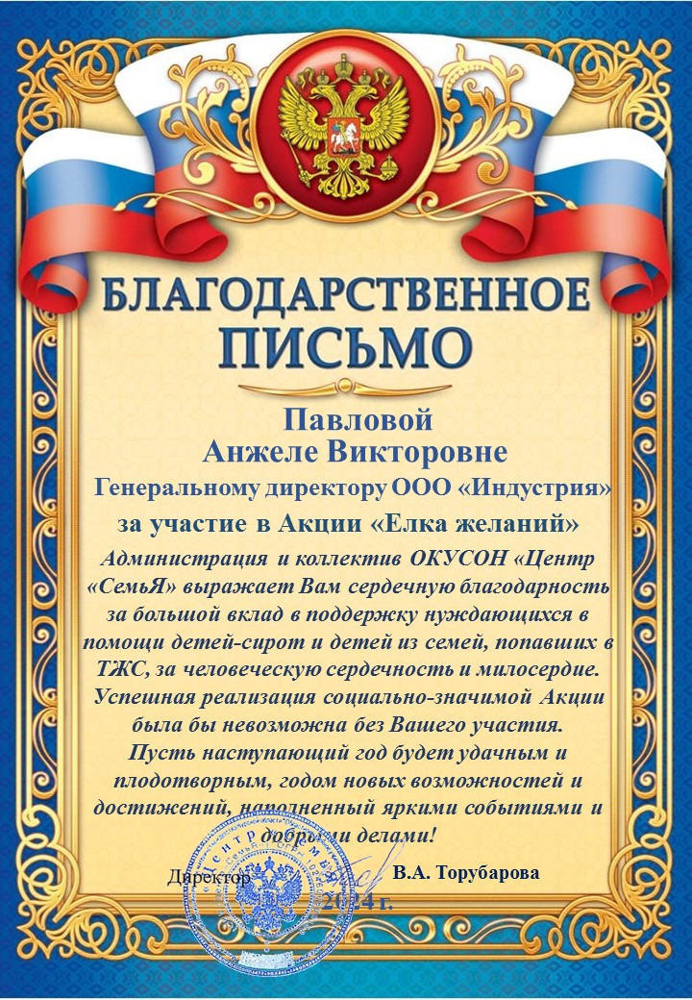 БЛАГОДАРСТВЕННОЕ
ПИСЬМО
Павловой
Анжеле Викторовне
Генеральному директору ООО «Индустрия»
за участие в Акции «Елка желаний»
Администрация и коллектив ОКУСОН «Центр
«СемьЯ» выражает Вам сердечную благодарность
за большой вклад в поддержку нуждающихся в
помощи детей-сирот и детей из семей, попавших в
ТЖС, за человеческую сердечность и милосердие.
Успешная реализация социально-значимой Акции
была бы невозможна без Вашего участия.
Пусть наступающий год будет удачным и
плодотворным, годом новых возможностей и
достижений, наполненный яркими событиями и
добрыми делами!
Директор
В.А. Торубарова
2024 г.
«Центр «СемьЯ»